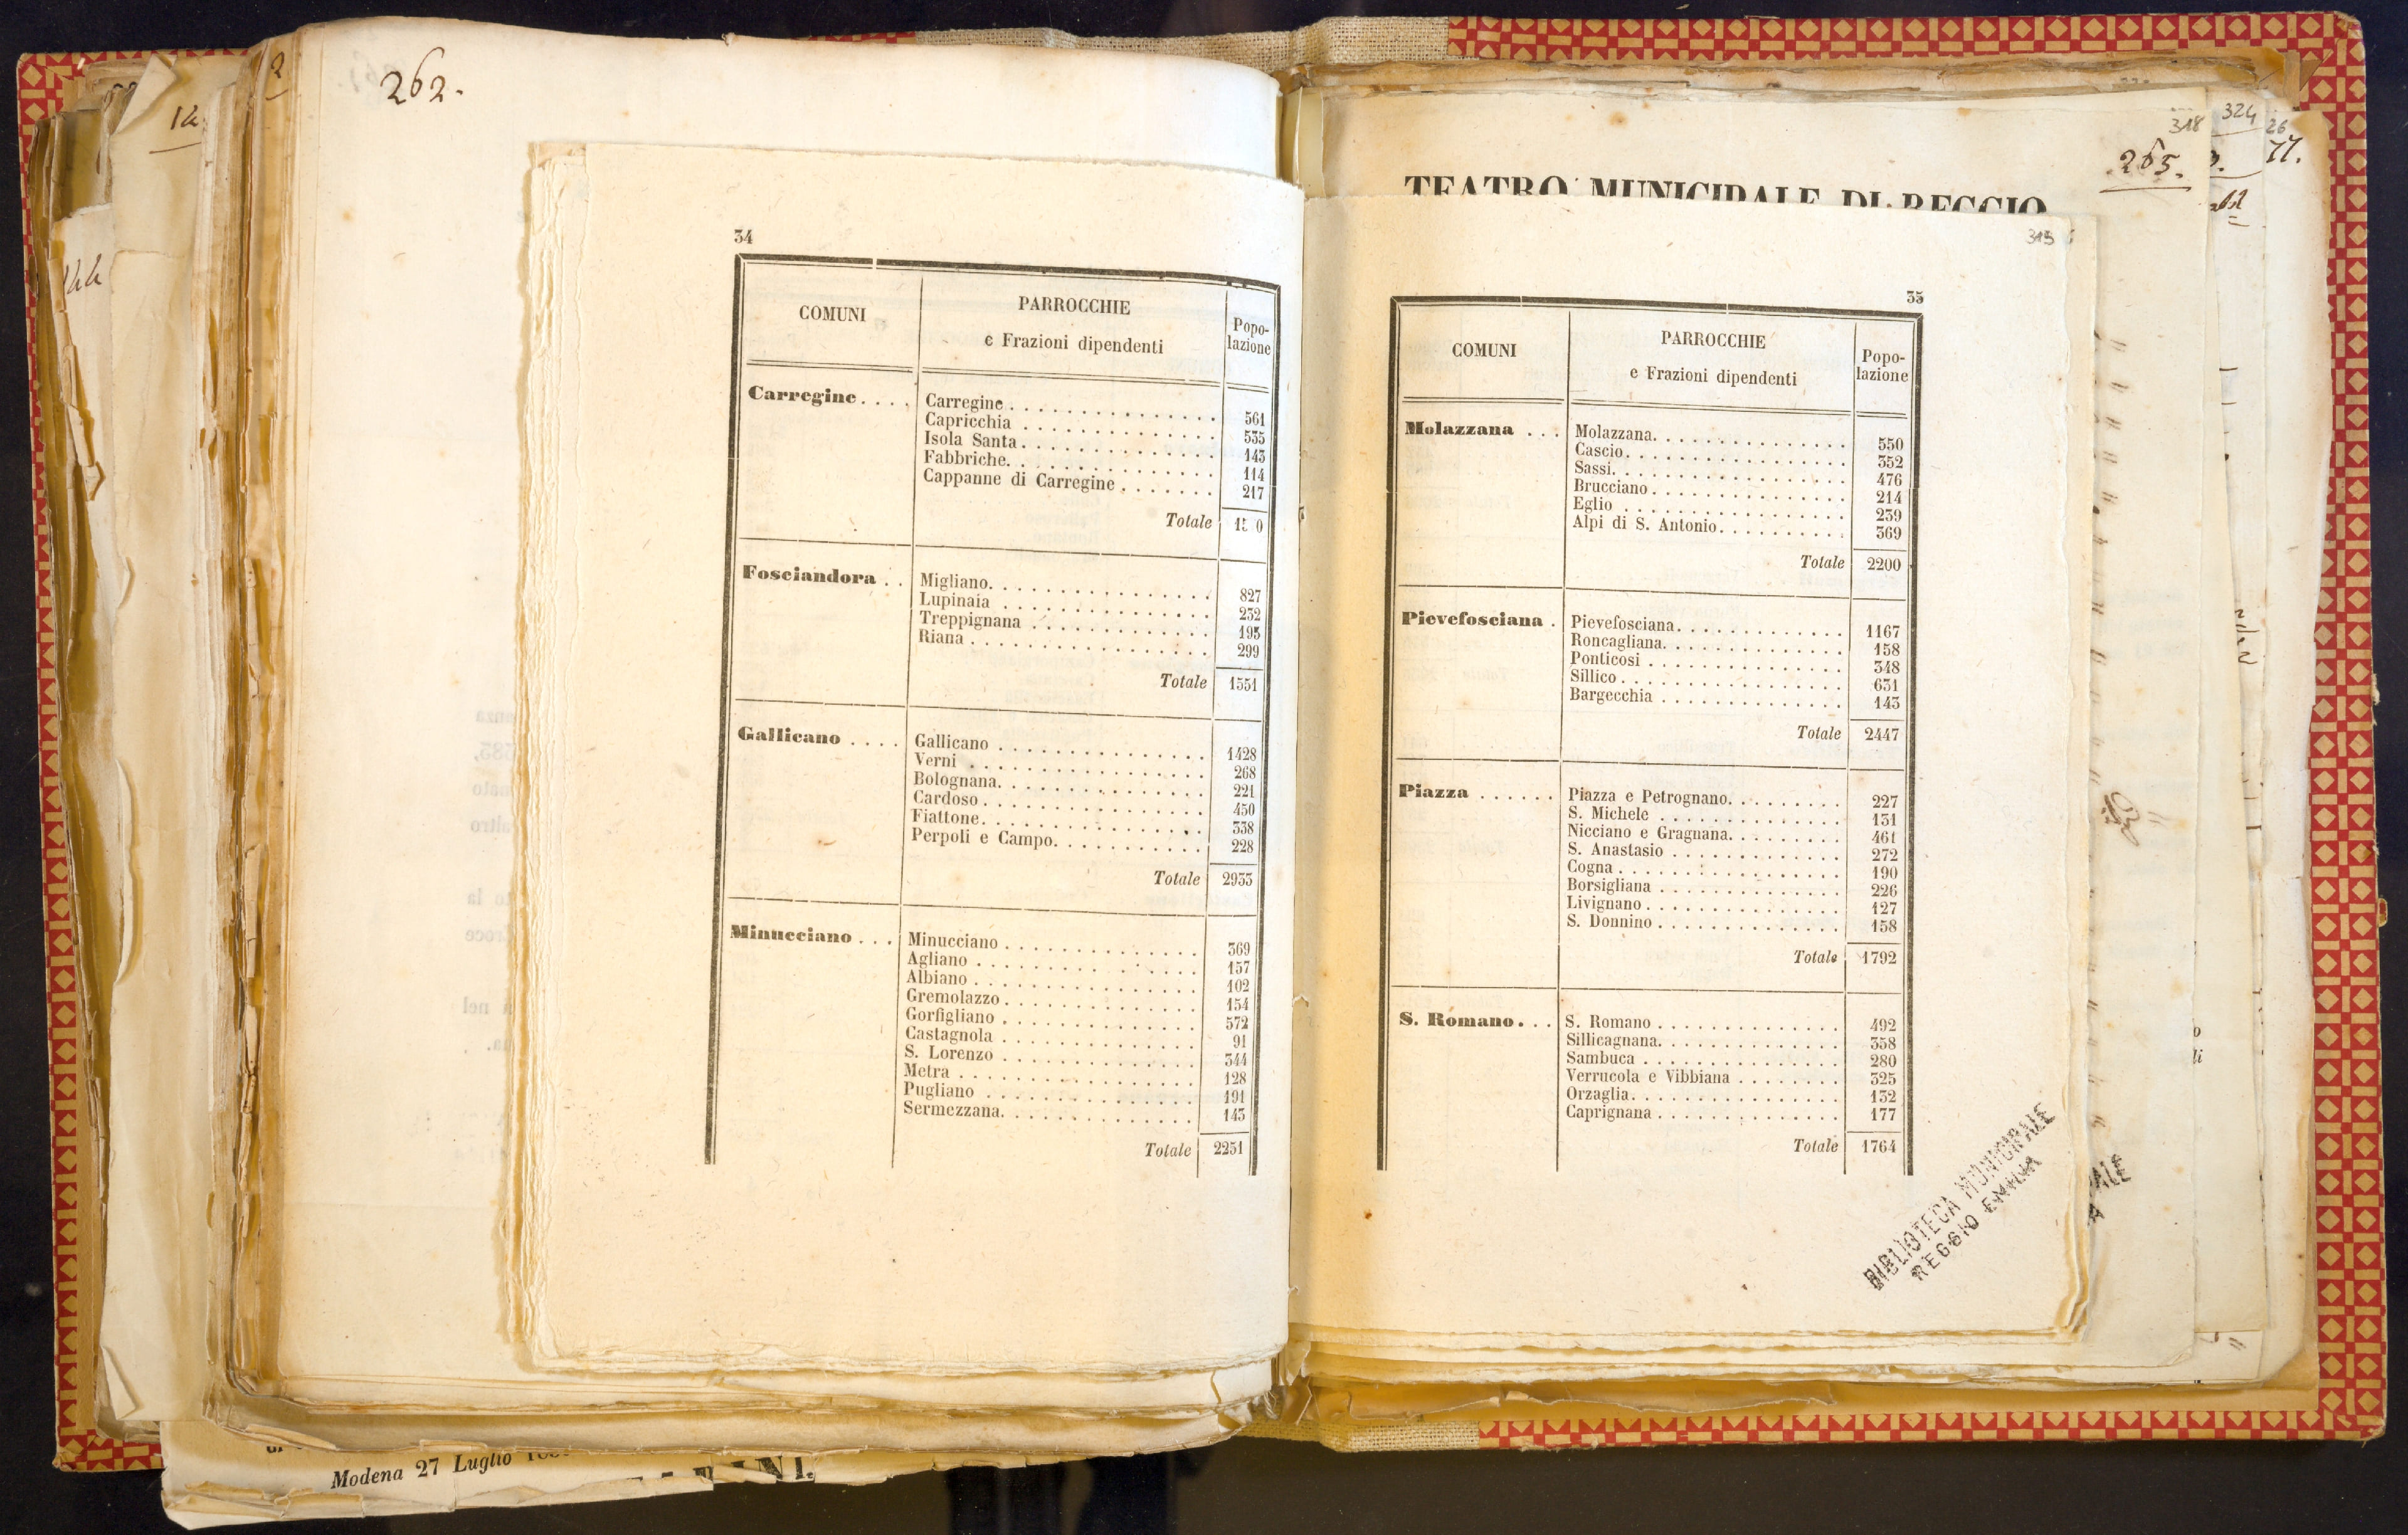 262.
34
COMUNI
PARROCCHIE
e Frazioni dipendenti
Popo-
lazione
Carregine . . . . Carregine . . . . . . . . . . . . . . . 561
Capricchia . . . . . . . . . . . . . . 535
Isola Santa . . . . . . . . . . . . . . 143
Fabbriche. . . . . . . . . . . . . . . 114
Cappanne di Carregine . . . . . . . 217
Totale 15 0
Fosciandora . . Migliano. . . . . . . . . . . . . . . . 827
Lupinaia . . . . . . . . . . . . . . . 232
Treppignana . . . . . . . . . . . . . 193
Riana . . . . . . . . . . . . . . . . . 299
Totale 1551
Gallicano . . . . Gallicano . . . . . . . . . . . . . . . 1428
Verni . . . . . . . . . . . . . . . . . 268
Bolognana. . . . . . . . . . . . . . . 221
Cardoso . . . . . . . . . . . . . . . . 450
Fiattone. . . . . . . . . . . . . . . . 338
Perpoli e Campo. . . . . . . . . . . 228
Totale 2933
Minucciano . . . Minucciano . . . . . . . . . . . . . . 369
Agliano . . . . . . . . . . . . . . . . 157
Albiano . . . . . . . . . . . . . . . . 102
Gremolazzo . . . . . . . . . . . . . . 154
Gorfigliano . . . . . . . . . . . . . . 572
Castagnola . . . . . . . . . . . . . . 91
S. Lorenzo . . . . . . . . . . . . . . 344
Metra . . . . . . . . . . . . . . . . . 128
Pugliano . . . . . . . . . . . . . . . 191
Sermezzana. . . . . . . . . . . . . . 143
Totale 2251
Modena 27 Luglio
318
324
26
265.
77.
TEATRO MUNICIPALE DI REGGIO
315
35
COMUNI
PARROCCHIE
e Frazioni dipendenti
Popo-
lazione
Molazzana . . . Molazzana. . . . . . . . . . . . . . . 550
Cascio. . . . . . . . . . . . . . . . . 352
Sassi. . . . . . . . . . . . . . . . . . 476
Brucciano . . . . . . . . . . . . . . . 214
Eglio . . . . . . . . . . . . . . . . . 239
Alpi di S. Antonio. . . . . . . . . . 369
Totale 2200
Pievefosciana . Pievefosciana. . . . . . . . . . . . . 1167
Roncagliana. . . . . . . . . . . . . . 158
Ponticosi . . . . . . . . . . . . . . . 348
Sillico . . . . . . . . . . . . . . . . . 631
Bargecchia . . . . . . . . . . . . . . 143
Totale 2447
Piazza . . . . . . Piazza e Petrognano. . . . . . . . . 227
S. Michele . . . . . . . . . . . . . . 131
Nicciano e Gragnana. . . . . . . . . 461
S. Anastasio . . . . . . . . . . . . . 272
Cogna . . . . . . . . . . . . . . . . . 190
Borsigliana . . . . . . . . . . . . . . 226
Livignano . . . . . . . . . . . . . . . 127
S. Donnino . . . . . . . . . . . . . . 158
Totale 1792
S. Romano. . . S. Romano . . . . . . . . . . . . . . 492
Sillicagnana. . . . . . . . . . . . . . 358
Sambuca . . . . . . . . . . . . . . . 280
Verrucola e Vibbiana . . . . . . . . 325
Orzaglia. . . . . . . . . . . . . . . . 132
Caprignana . . . . . . . . . . . . . . 177
Totale 1764
BIBLIOTECA MUNICIPALE
REGGIO EMILIA